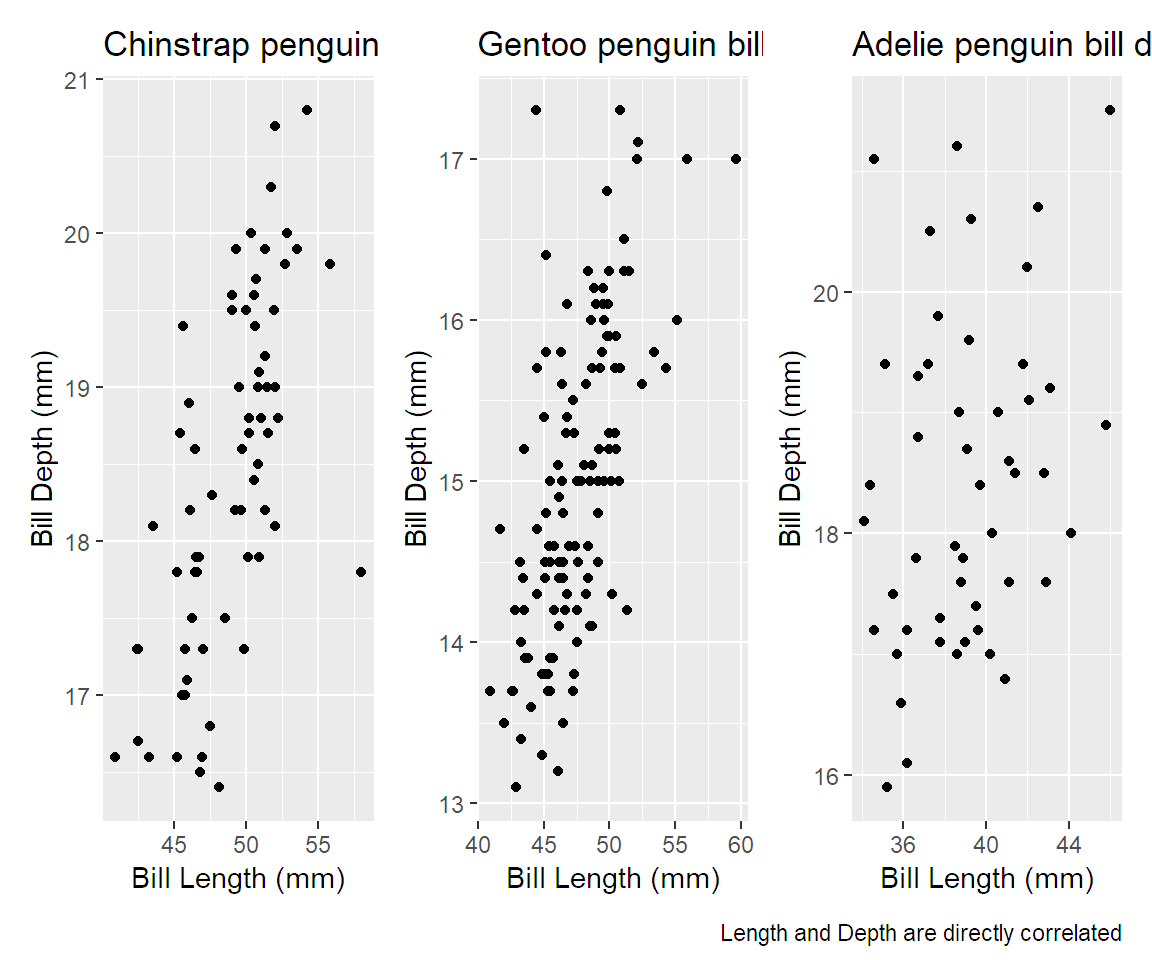 Chinstrap penguin
Gentoo penguin bill
Adelie penguin bill d
21
20
19
18
17
Bill Depth (mm)
45
50
55
Bill Length (mm)
17
16
15
14
13
Bill Depth (mm)
40
45
50
55
60
Bill Length (mm)
20
18
16
Bill Depth (mm)
36
40
44
Bill Length (mm)
Length and Depth are directly correlated